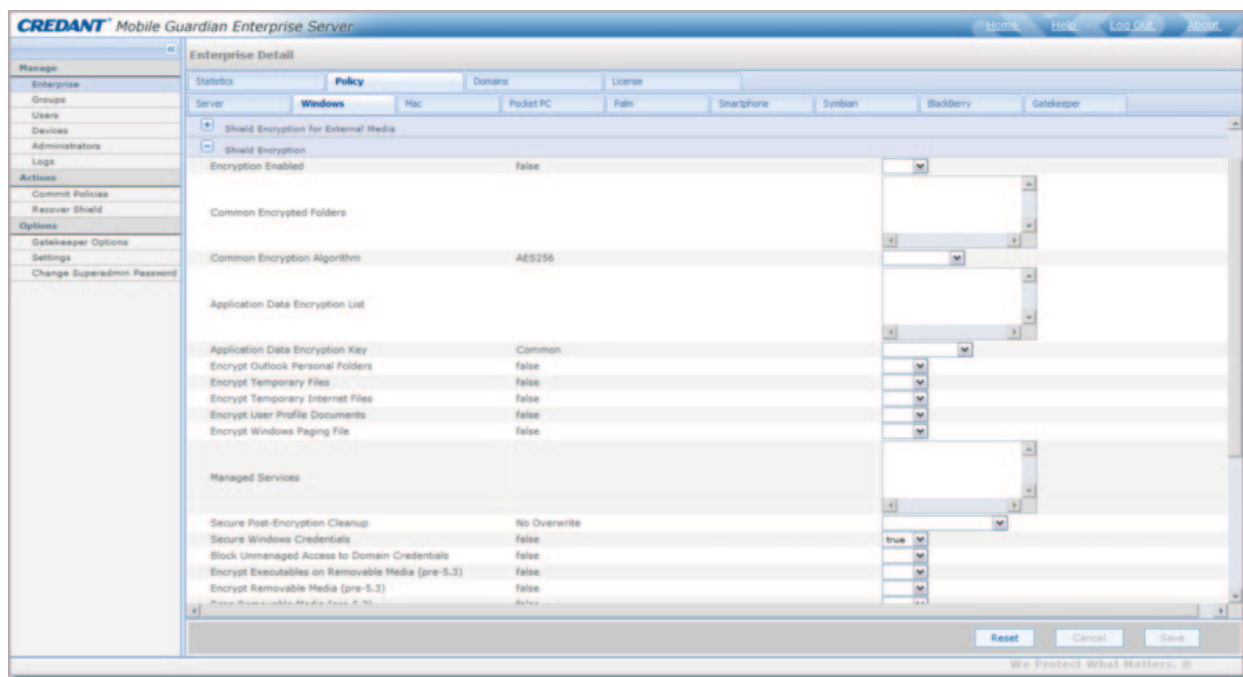 CREDANT® Mobile Guardian Enterprise Server
Home Help Log Out About
Manage
Enterprise
Groups
Users
Devices
Administrators
Logs
Actions
Commit Policies
Recover Shield
Options
Gatekeeper Options
Settings
Change Superadmin Password
Enterprise Detail
Statistics Policy Domains License
Server Windows Mac Pocket PC Palm Smartphone Symbian BlackBerry Gatekeeper
Shield Encryption for External Media
Shield Encryption
Encryption Enabled false
Common Encrypted Folders
Common Encryption Algorithm AES256
Application Data Encryption List
Application Data Encryption Key Common
Encrypt Outlook Personal Folders false
Encrypt Temporary Files false
Encrypt Temporary Internet Files false
Encrypt User Profile Documents false
Encrypt Windows Paging File false
Managed Services
Secure Post-Encryption Cleanup No Overwrite
Secure Windows Credentials false true
Block Unmanaged Access to Domain Credentials false
Encrypt Executables on Removable Media (pre-5.3) false
Encrypt Removable Media (pre-5.3) false
Reset Cancel Save
We Protect What Matters. ®